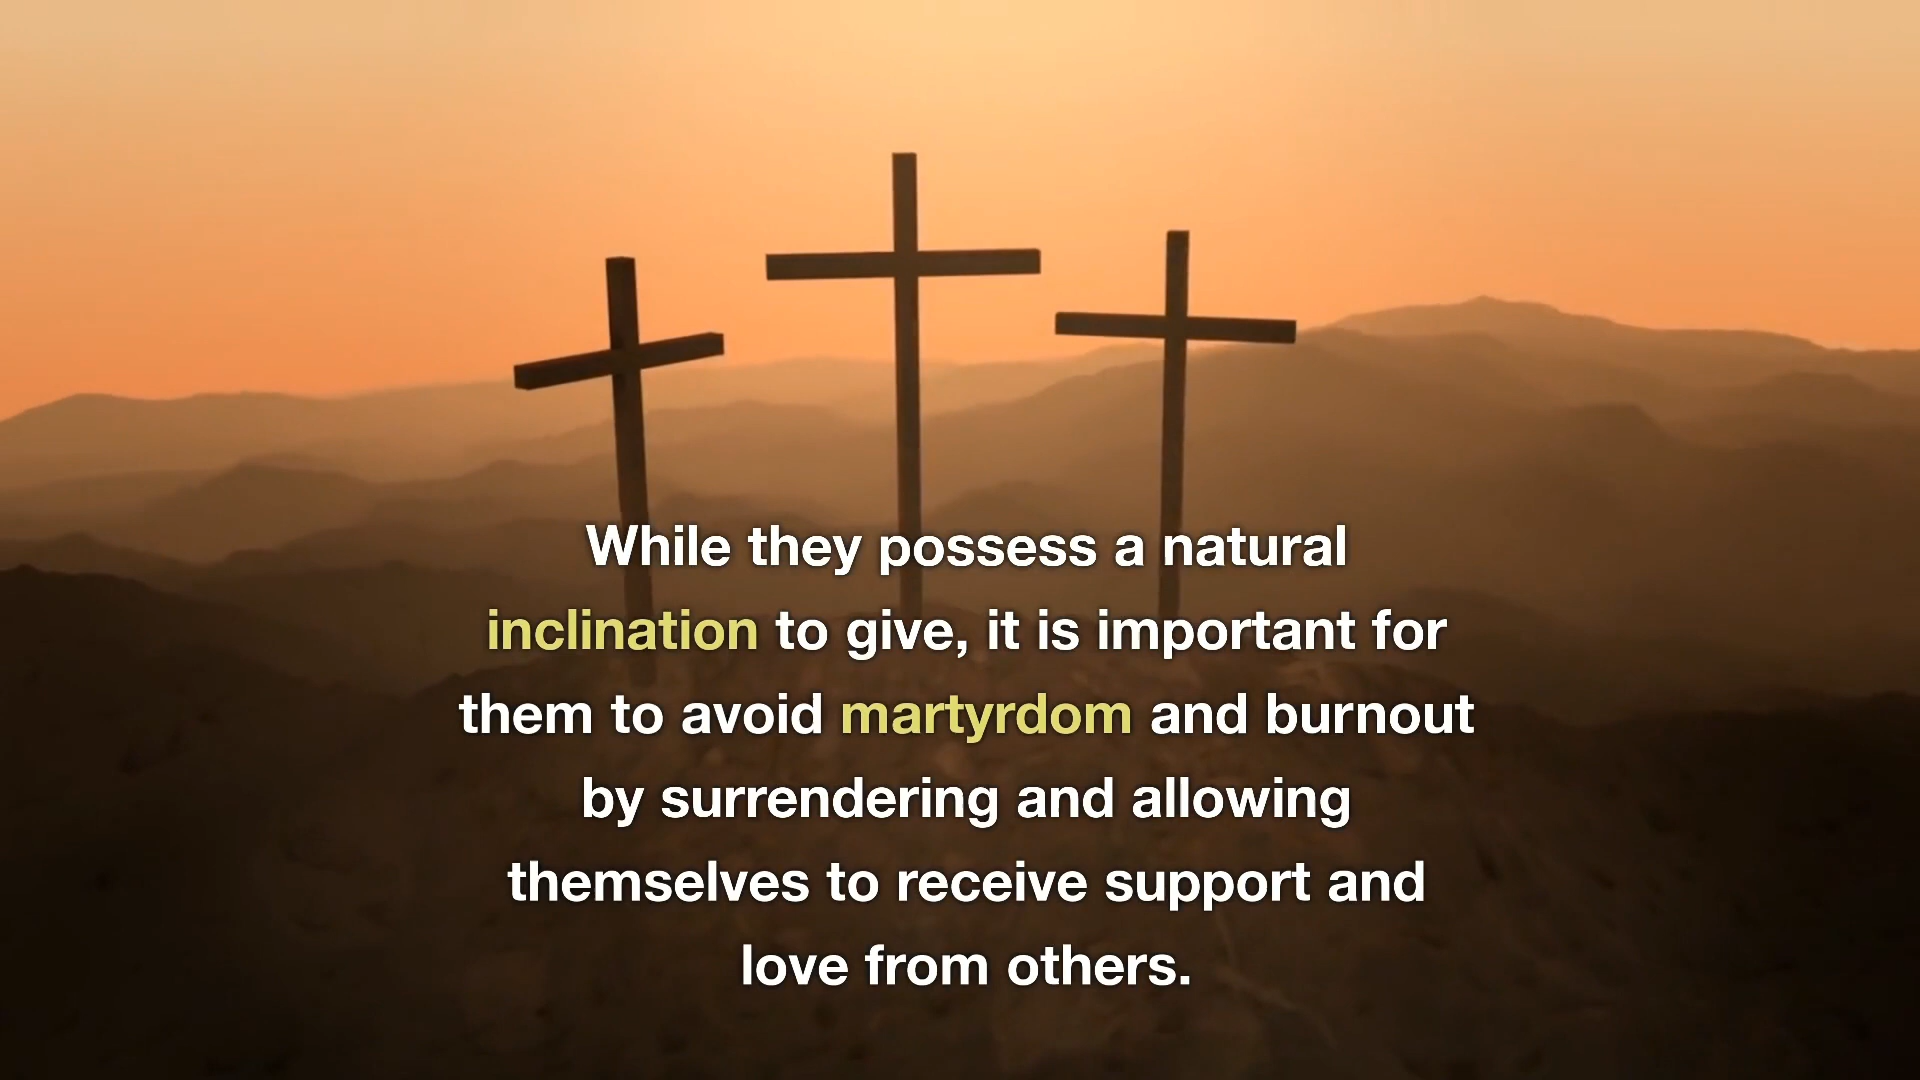 While they possess a natural
inclination to give, it is important for
them to avoid martyrdom and burnout
by surrendering and allowing
themselves to receive support and
love from others.